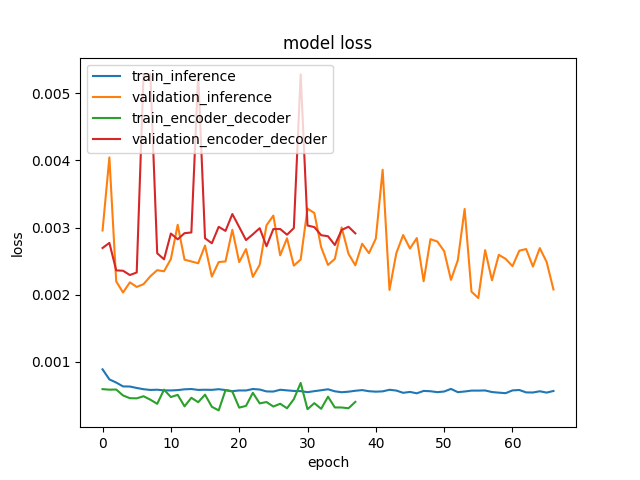 model loss
train_inference
validation_inference
train_encoder_decoder
validation_encoder_decoder
0.005
0.004
0.003
0.002
0.001
loss
0 10 20 30 40 50 60
epoch